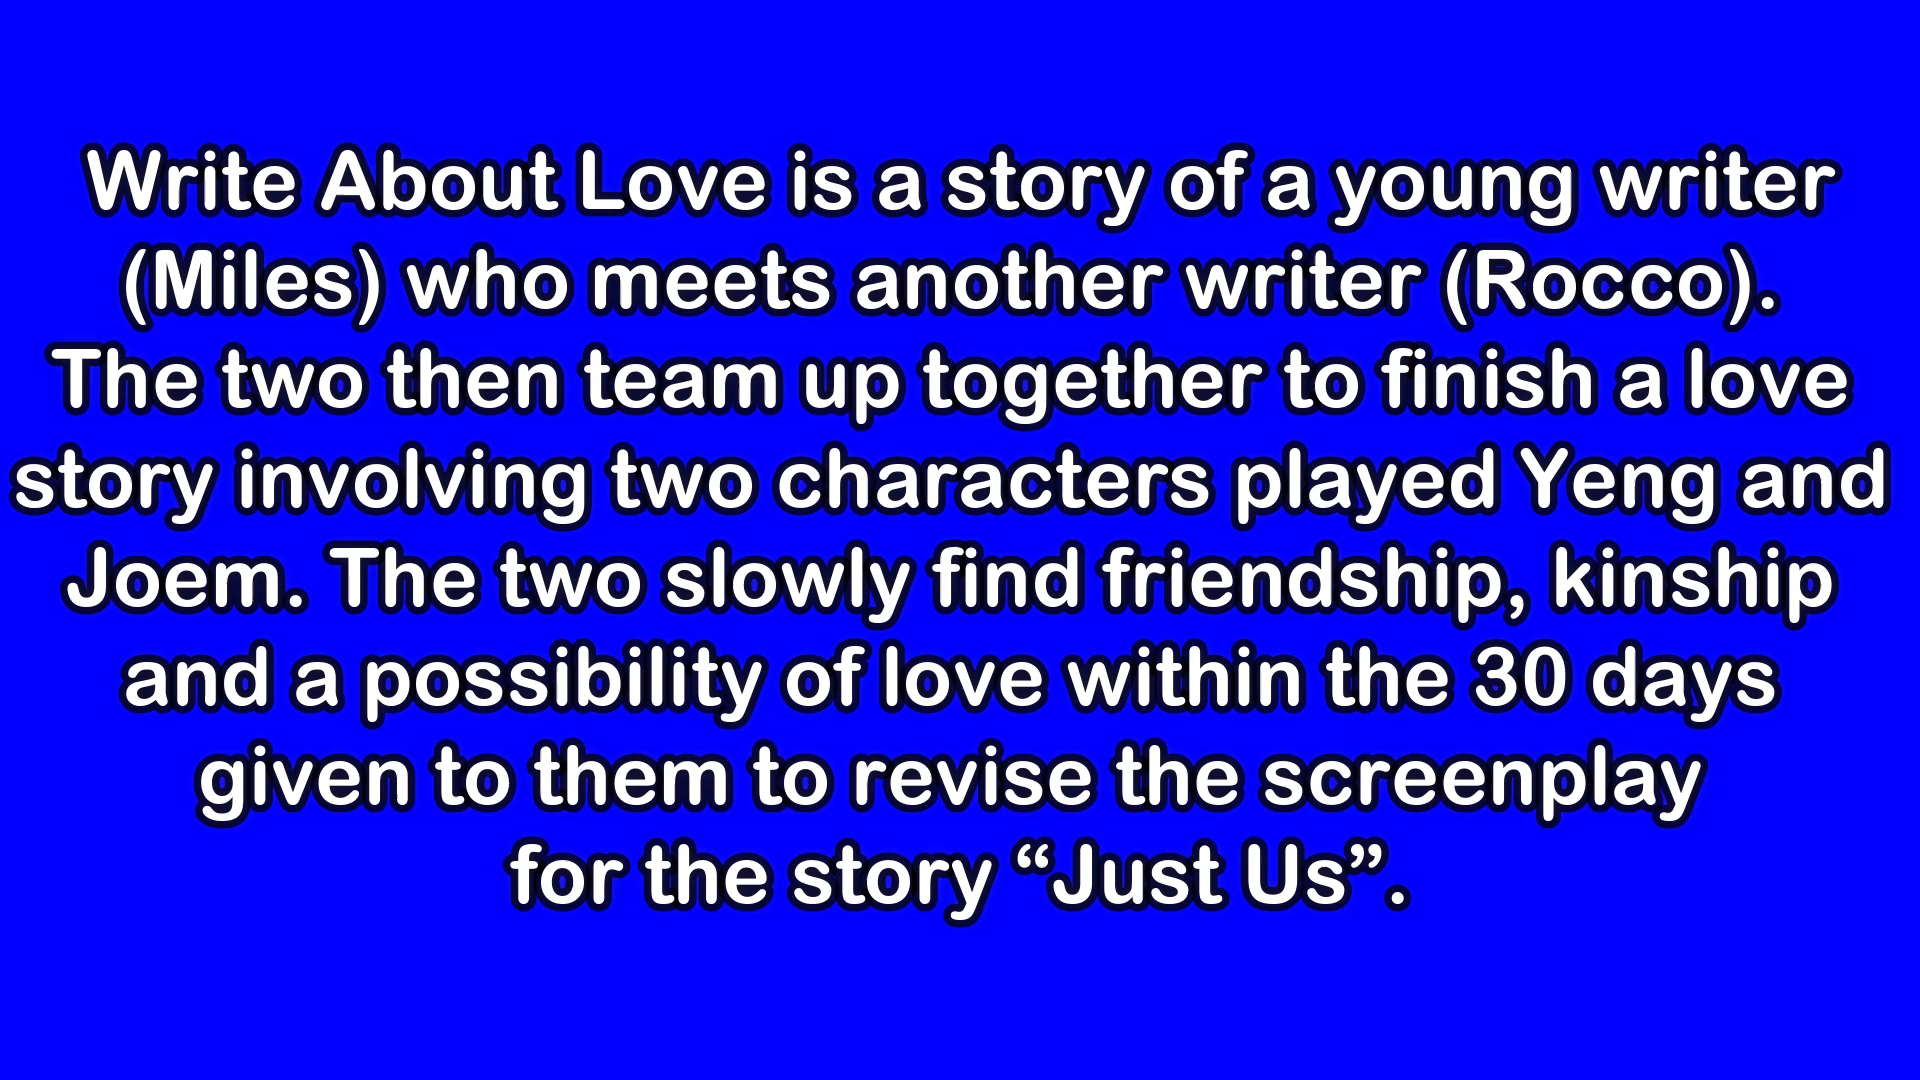 Write About Love is a story of a young writer
(Miles) who meets another writer (Rocco).
The two then team up together to finish a love
story involving two characters played Yeng and
Joem. The two slowly find friendship, kinship
and a possibility of love within the 30 days
given to them to revise the screenplay
for the story “Just Us”.